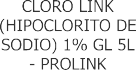 CLORO LINK
(HIPOCLORITO DE
SODIO) 1% GL 5L
- PROLINK